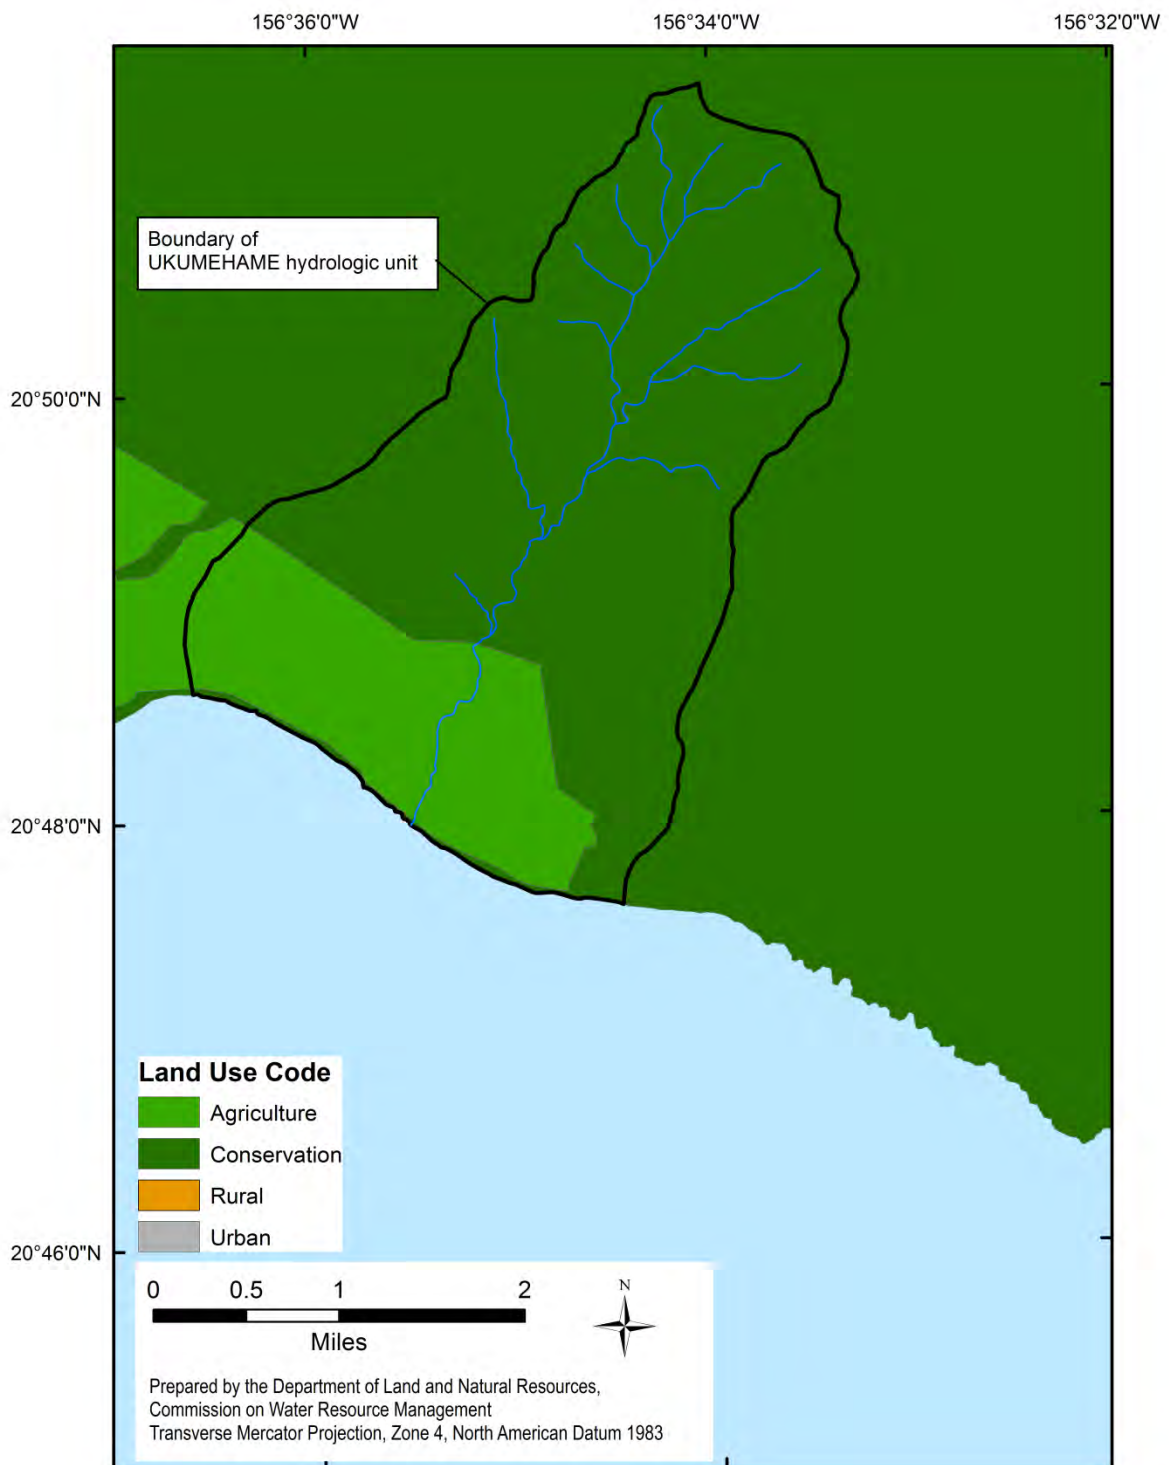 156°36'0"W
156°34'0"W
156°32'0"W
Boundary of
UKUMEHAME hydrologic unit
20°50'0"N
20°48'0"N
Land Use Code
Agriculture
Conservation
Rural
Urban
20°46'0"N
0 0.5 1 2
Miles
N
Prepared by the Department of Land and Natural Resources,
Commission on Water Resource Management
Transverse Mercator Projection, Zone 4, North American Datum 1983